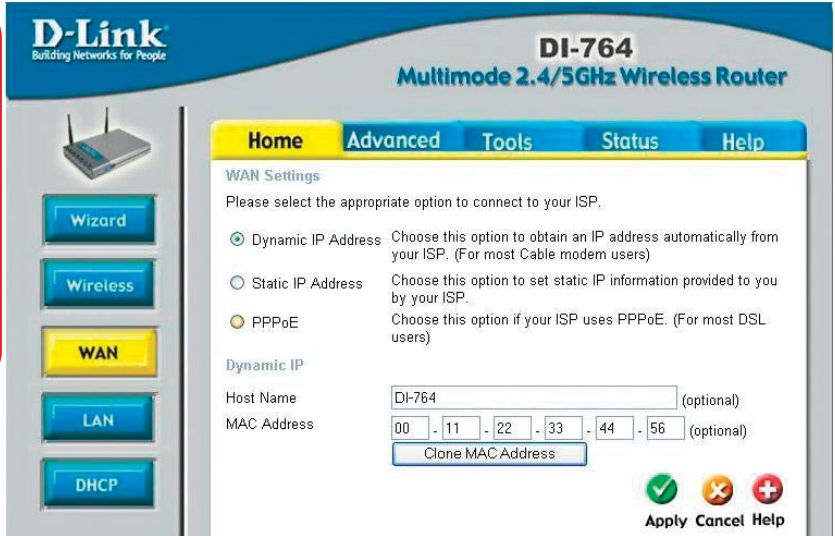 D-Link
Building Networks for People
DI-764
Multimode 2.4/5GHz Wireless Router
Home Advanced Tools Status Help
Wizard
Wireless
WAN
LAN
DHCP
WAN Settings
Please select the appropriate option to connect to your ISP.
Dynamic IP Address Choose this option to obtain an IP address automatically from
your ISP. (For most Cable modem users)
Static IP Address Choose this option to set static IP information provided to you
by your ISP.
PPPoE Choose this option if your ISP uses PPPoE. (For most DSL
users)
Dynamic IP
Host Name DI-764 (optional)
MAC Address 00 - 11 - 22 - 33 - 44 - 56 (optional)
Clone MAC Address
Apply Cancel Help